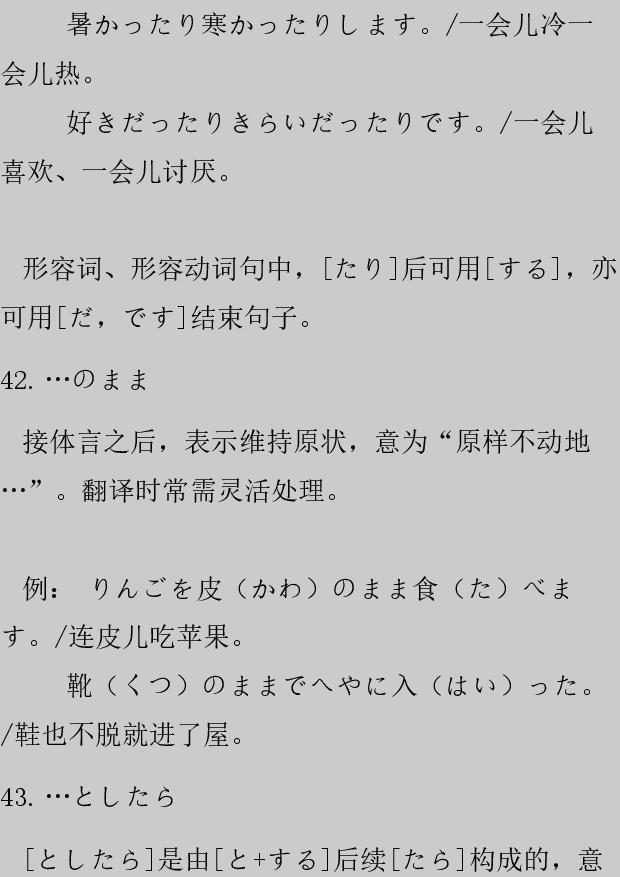 暑かったり寒かったりします。/一会儿冷一
会儿热。
好きだったりきらいだったりです。/一会儿
喜欢、一会儿讨厌。
形容词、形容动词句中，[たり]后可用[する]，亦
可用[だ，です]结束句子。
42. …のまま
接体言之后，表示维持原状，意为“原样不动地
…”。翻译时常需灵活处理。
例： りんごを皮（かわ）のまま食（た）べま
す。/连皮儿吃苹果。
靴（くつ）のままでへやに入（はい）った。
/鞋也不脱就进了屋。
43. …としたら
[としたら]是由[と+する]后续[たら]构成的，意